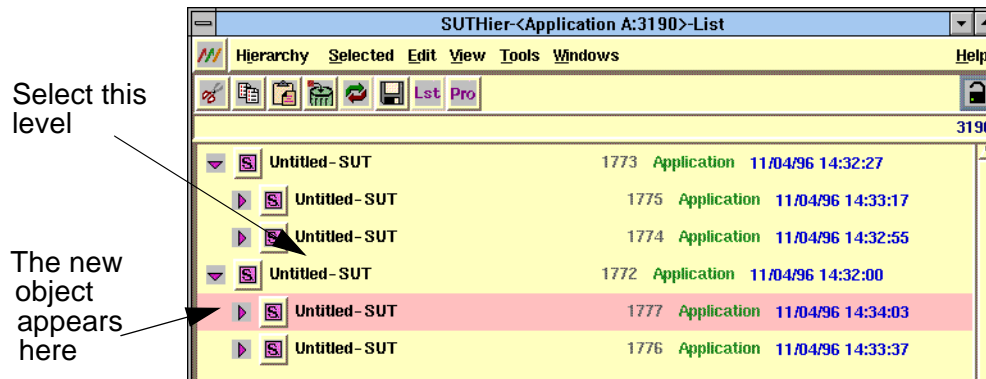 SUTHier-<Application A:3190>-List
Hierarchy Selected Edit View Tools Windows Help
Lst Pro
3190
Select this
level
Untitled-SUT 1773 Application 11/04/96 14:32:27
Untitled-SUT 1775 Application 11/04/96 14:33:17
Untitled-SUT 1774 Application 11/04/96 14:32:55
Untitled-SUT 1772 Application 11/04/96 14:32:00
Untitled-SUT 1777 Application 11/04/96 14:34:03
Untitled-SUT 1776 Application 11/04/96 14:33:37
The new
object
appears
here